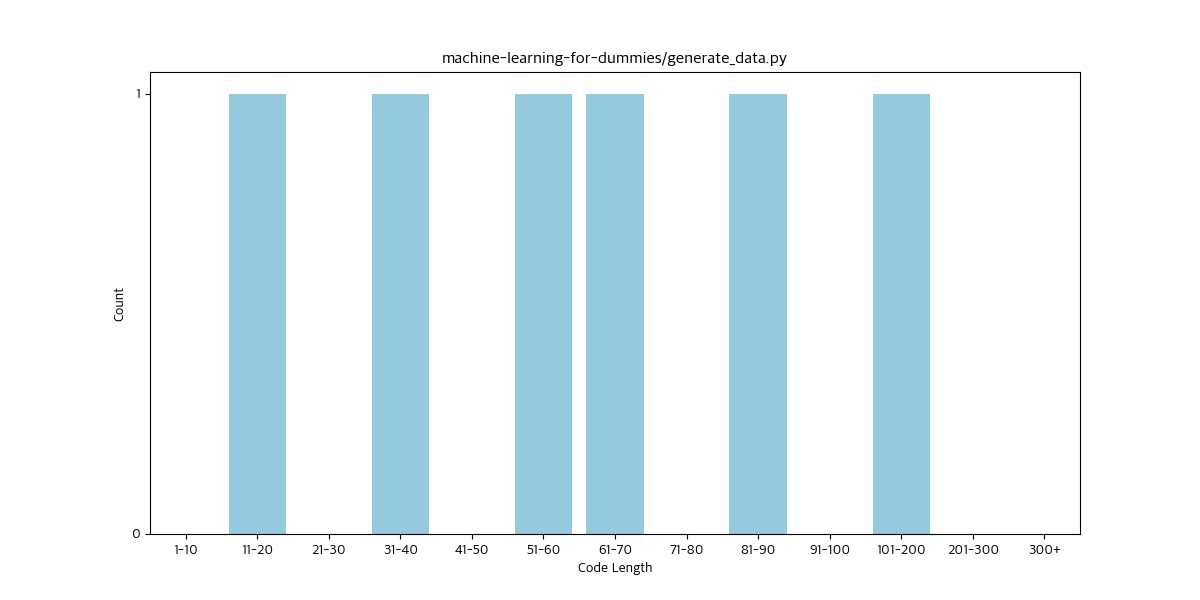 machine-learning-for-dummies/generate_data.py
1
Count
0
1-10 11-20 21-30 31-40 41-50 51-60 61-70 71-80 81-90 91-100 101-200 201-300 300+
Code Length